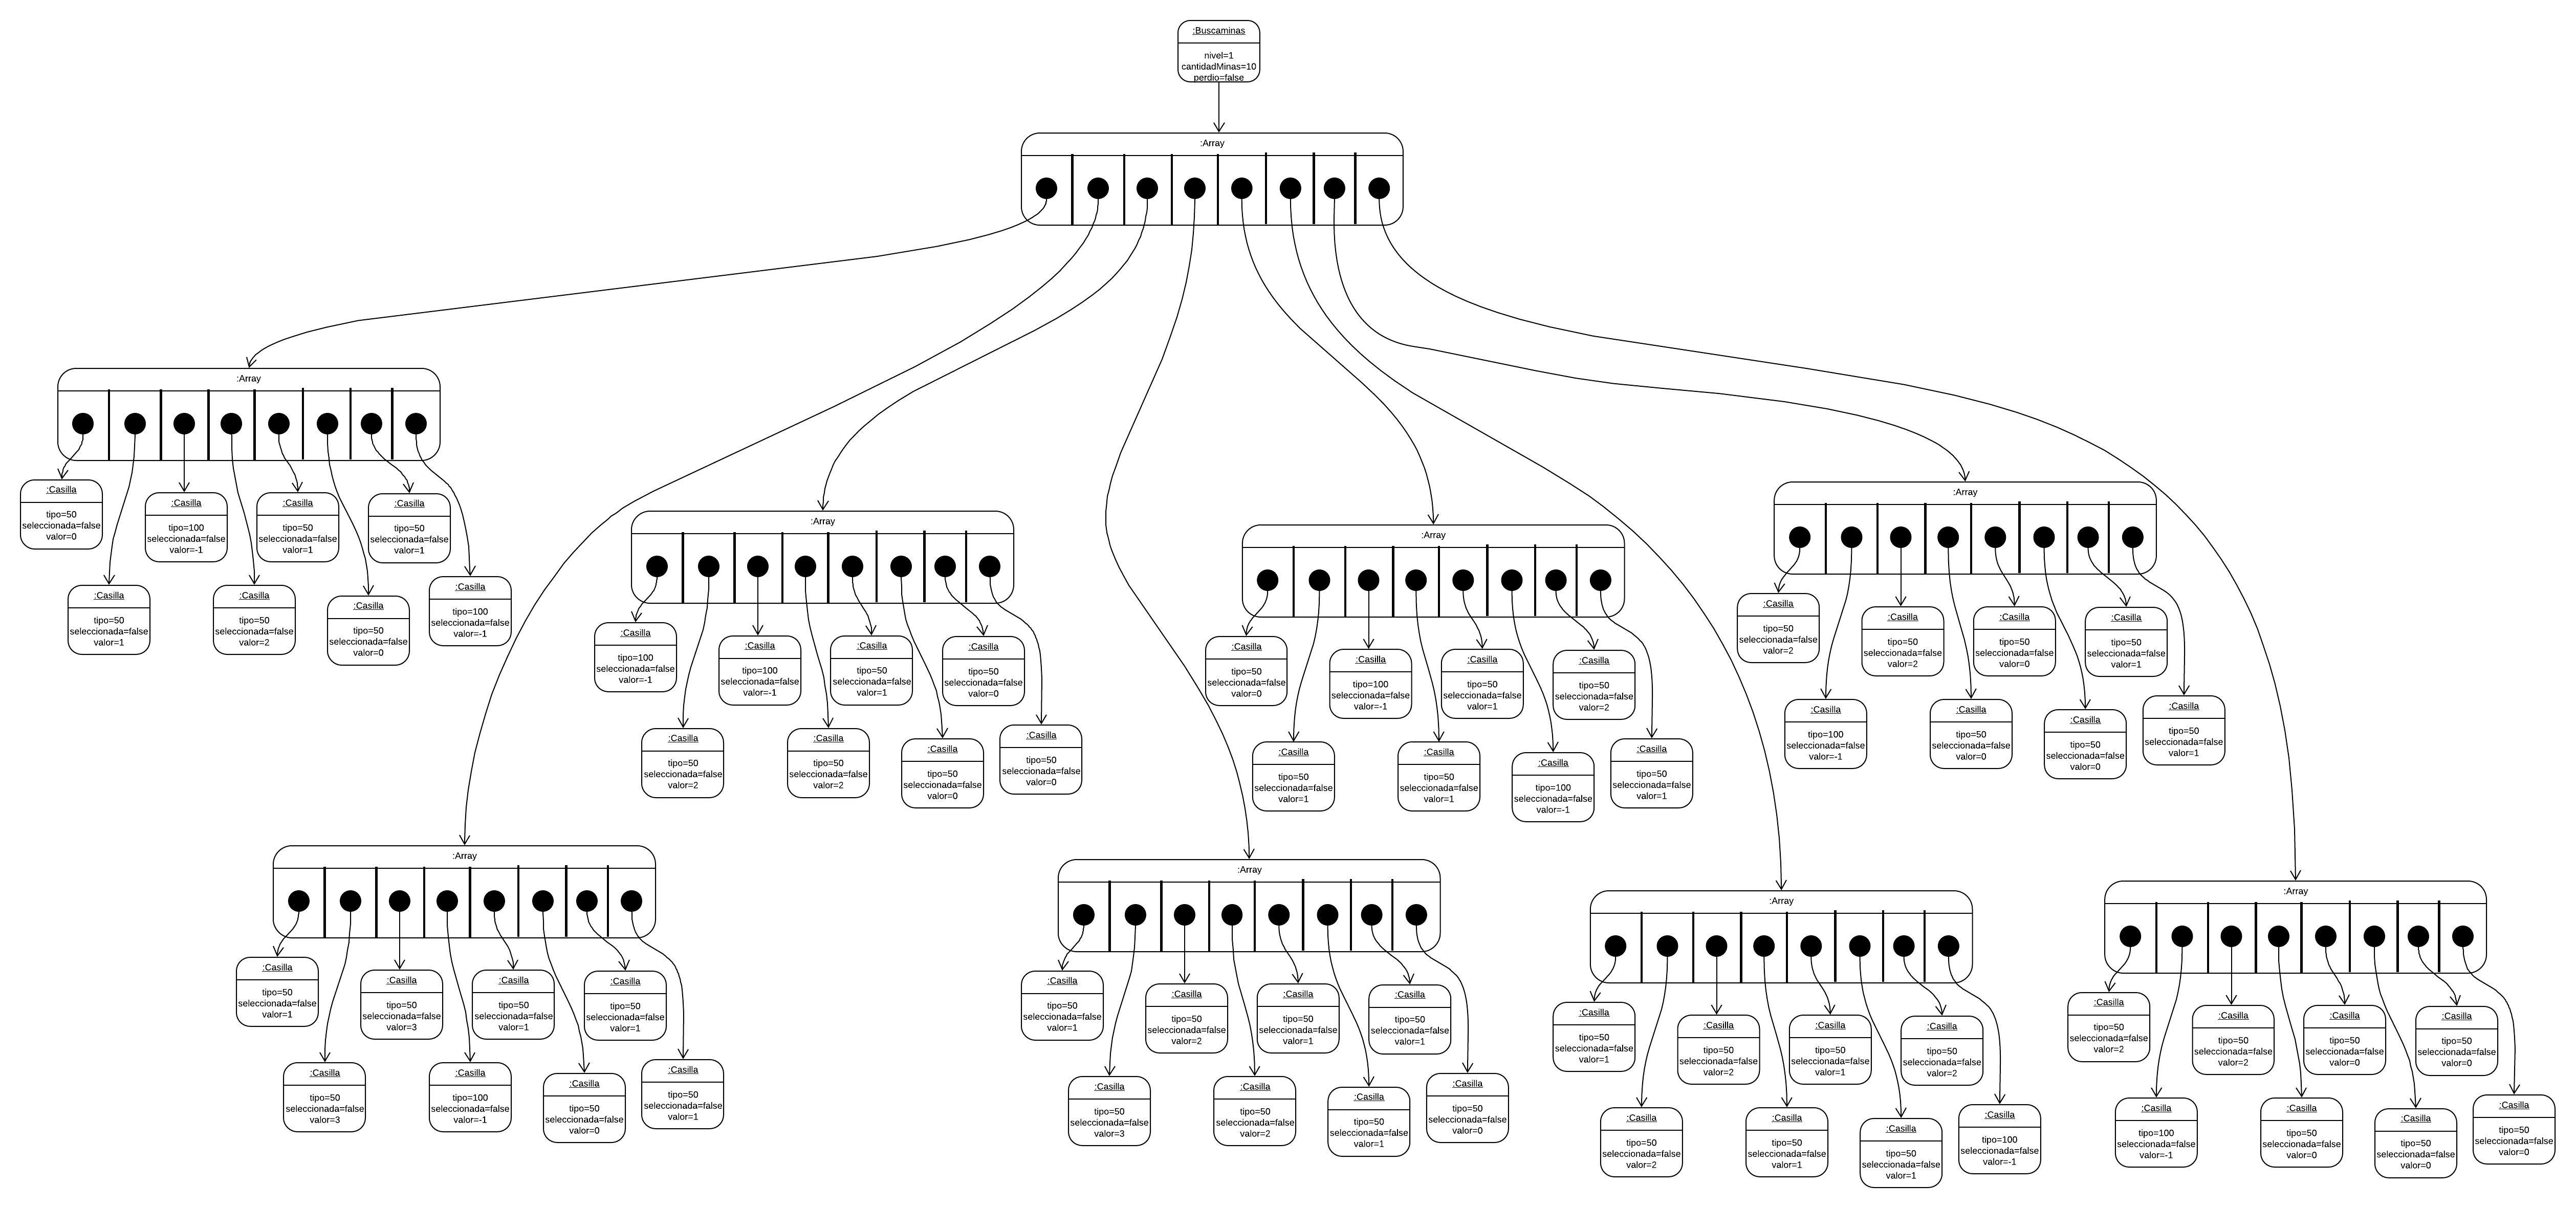 :Buscaminas
nivel=1
cantidadMinas=10
perdio=false
:Array
:Array
:Casilla
tipo=50
seleccionada=false
valor=0
:Casilla
tipo=50
seleccionada=false
valor=1
:Casilla
tipo=100
seleccionada=false
valor=-1
:Casilla
tipo=50
seleccionada=false
valor=2
:Casilla
tipo=50
seleccionada=false
valor=1
:Casilla
tipo=50
seleccionada=false
valor=0
:Casilla
tipo=50
seleccionada=false
valor=1
:Casilla
tipo=100
seleccionada=false
valor=-1
:Array
:Casilla
tipo=50
seleccionada=false
valor=1
:Casilla
tipo=50
seleccionada=false
valor=3
:Casilla
tipo=50
seleccionada=false
valor=3
:Casilla
tipo=100
seleccionada=false
valor=-1
:Casilla
tipo=50
seleccionada=false
valor=1
:Casilla
tipo=50
seleccionada=false
valor=0
:Casilla
tipo=50
seleccionada=false
valor=1
:Casilla
tipo=50
seleccionada=false
valor=1
:Array
:Casilla
tipo=100
seleccionada=false
valor=-1
:Casilla
tipo=50
seleccionada=false
valor=2
:Casilla
tipo=100
seleccionada=false
valor=-1
:Casilla
tipo=50
seleccionada=false
valor=2
:Casilla
tipo=50
seleccionada=false
valor=1
:Casilla
tipo=50
seleccionada=false
valor=0
:Casilla
tipo=50
seleccionada=false
valor=0
:Casilla
tipo=50
seleccionada=false
valor=0
:Array
:Casilla
tipo=50
seleccionada=false
valor=1
:Casilla
tipo=50
seleccionada=false
valor=3
:Casilla
tipo=50
seleccionada=false
valor=2
:Casilla
tipo=50
seleccionada=false
valor=2
:Casilla
tipo=50
seleccionada=false
valor=1
:Casilla
tipo=50
seleccionada=false
valor=1
:Casilla
tipo=50
seleccionada=false
valor=1
:Casilla
tipo=50
seleccionada=false
valor=0
:Array
:Casilla
tipo=50
seleccionada=false
valor=0
:Casilla
tipo=50
seleccionada=false
valor=1
:Casilla
tipo=100
seleccionada=false
valor=-1
:Casilla
tipo=50
seleccionada=false
valor=1
:Casilla
tipo=50
seleccionada=false
valor=1
:Casilla
tipo=100
seleccionada=false
valor=-1
:Casilla
tipo=50
seleccionada=false
valor=2
:Casilla
tipo=50
seleccionada=false
valor=1
:Array
:Casilla
tipo=50
seleccionada=false
valor=1
:Casilla
tipo=50
seleccionada=false
valor=2
:Casilla
tipo=50
seleccionada=false
valor=2
:Casilla
tipo=50
seleccionada=false
valor=1
:Casilla
tipo=50
seleccionada=false
valor=1
:Casilla
tipo=50
seleccionada=false
valor=1
:Casilla
tipo=50
seleccionada=false
valor=2
:Casilla
tipo=100
seleccionada=false
valor=-1
:Array
:Casilla
tipo=50
seleccionada=false
valor=2
:Casilla
tipo=100
seleccionada=false
valor=-1
:Casilla
tipo=50
seleccionada=false
valor=2
:Casilla
tipo=50
seleccionada=false
valor=0
:Casilla
tipo=50
seleccionada=false
valor=0
:Casilla
tipo=50
seleccionada=false
valor=0
:Casilla
tipo=50
seleccionada=false
valor=1
:Casilla
tipo=50
seleccionada=false
valor=1
:Array
:Casilla
tipo=50
seleccionada=false
valor=2
:Casilla
tipo=100
seleccionada=false
valor=-1
:Casilla
tipo=50
seleccionada=false
valor=2
:Casilla
tipo=50
seleccionada=false
valor=0
:Casilla
tipo=50
seleccionada=false
valor=0
:Casilla
tipo=50
seleccionada=false
valor=0
:Casilla
tipo=50
seleccionada=false
valor=0
:Casilla
tipo=50
seleccionada=false
valor=0